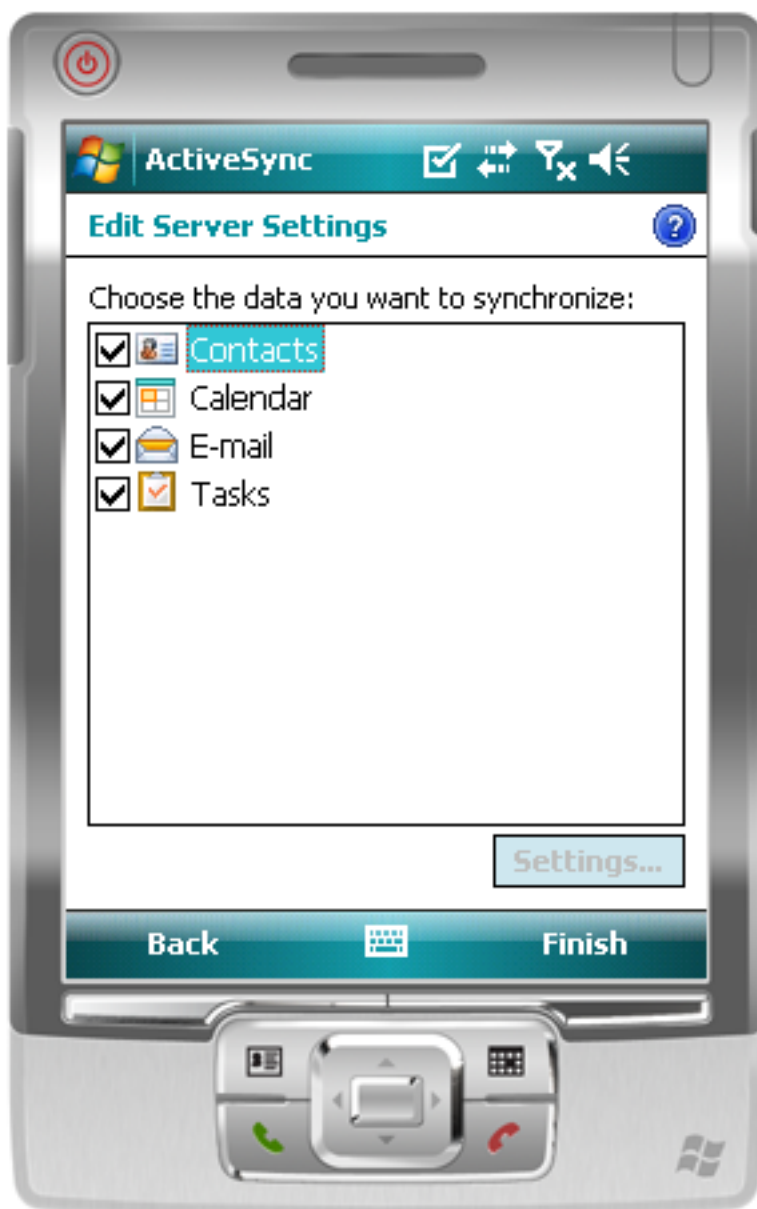 ActiveSync
Edit Server Settings
Choose the data you want to synchronize:
Contacts
Calendar
E-mail
Tasks
Settings...
Back Finish